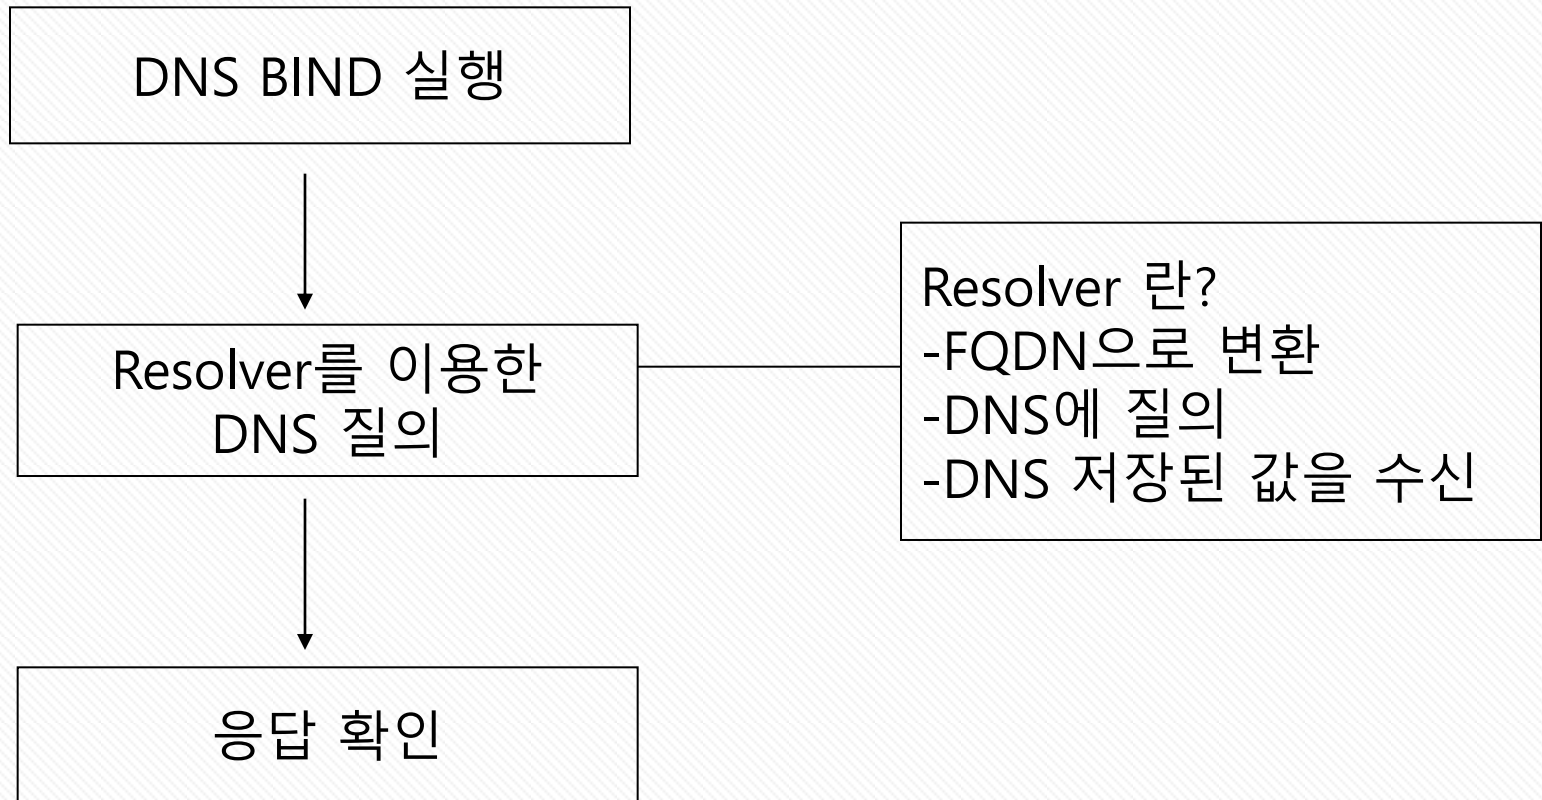 DNS BIND 실행
Resolver를 이용한
DNS 질의
Resolver 란?
-FQDN으로 변환
-DNS에 질의
-DNS 저장된 값을 수신
응답 확인